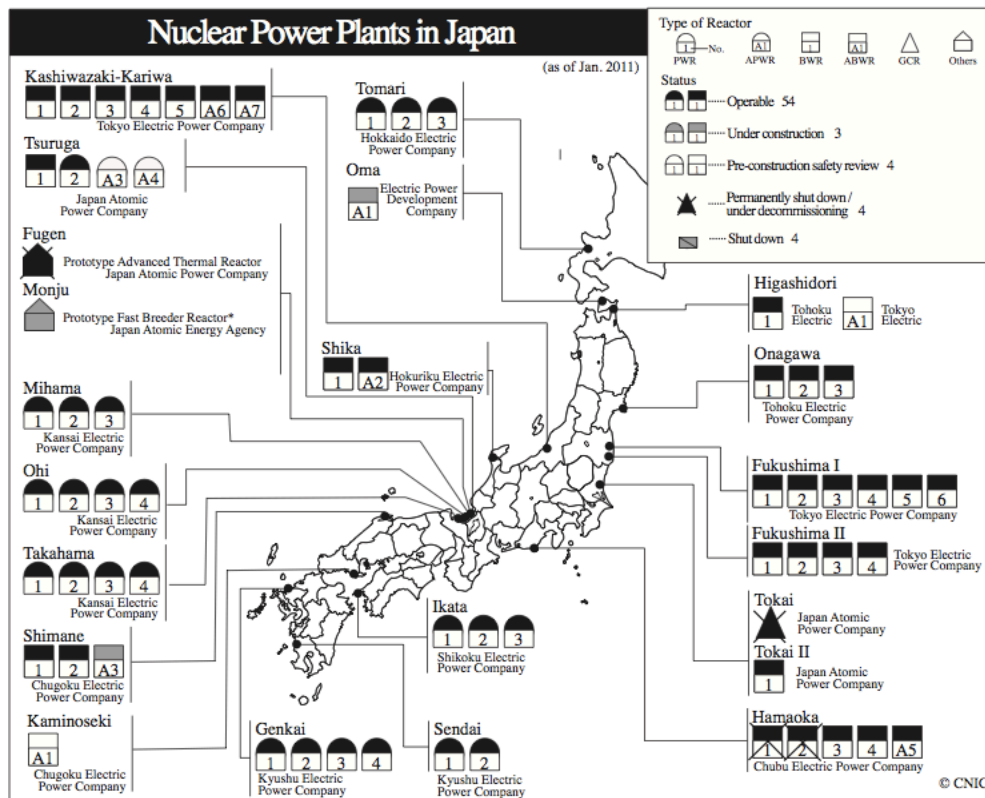 Nuclear Power Plants in Japan
(as of Jan. 2011)
Type of Reactor
1 No. A1 1 A1
PWR APWR BWR ABWR GCR Others
Status
1 1 Operable 54
1 1 Under construction 3
1 1 Pre-construction safety review 4
Permanently shut down /
under decommissioning 4
Shut down 4
Kashiwazaki-Kariwa
1 2 3 4 5 A6 A7
Tokyo Electric Power Company
Tsuruga
1 2 A3 A4
Japan Atomic
Power Company
Fugen
Prototype Advanced Thermal Reactor
Japan Atomic Power Company
Monju
Prototype Fast Breeder Reactor*
Japan Atomic Energy Agency
Mihama
1 2 3
Kansai Electric
Power Company
Ohi
1 2 3 4
Kansai Electric
Power Company
Takahama
1 2 3 4
Kansai Electric
Power Company
Shimane
1 2 A3
Chugoku Electric
Power Company
Kaminoseki
A1
Chugoku Electric
Power Company
Tomari
1 2 3
Hokkaido Electric
Power Company
Oma
A1
Electric Power
Development
Company
Shika
1 A2
Hokuriku Electric
Power Company
Ikata
1 2 3
Shikoku Electric
Power Company
Genkai
1 2 3 4
Kyushu Electric
Power Company
Sendai
1 2
Kyushu Electric
Power Company
Higashidori
1 Tohoku
Electric
A1 Tokyo
Electric
Onagawa
1 2 3
Tohoku Electric
Power Company
Fukushima I
1 2 3 4 5 6
Tokyo Electric Power Company
Fukushima II
1 2 3 4
Tokyo Electric
Power Company
Tokai
Japan Atomic
Power Company
Tokai II
1
Japan Atomic
Power Company
Hamaoka
1 2 3 4 A5
Chubu Electric Power Company
© CNIC